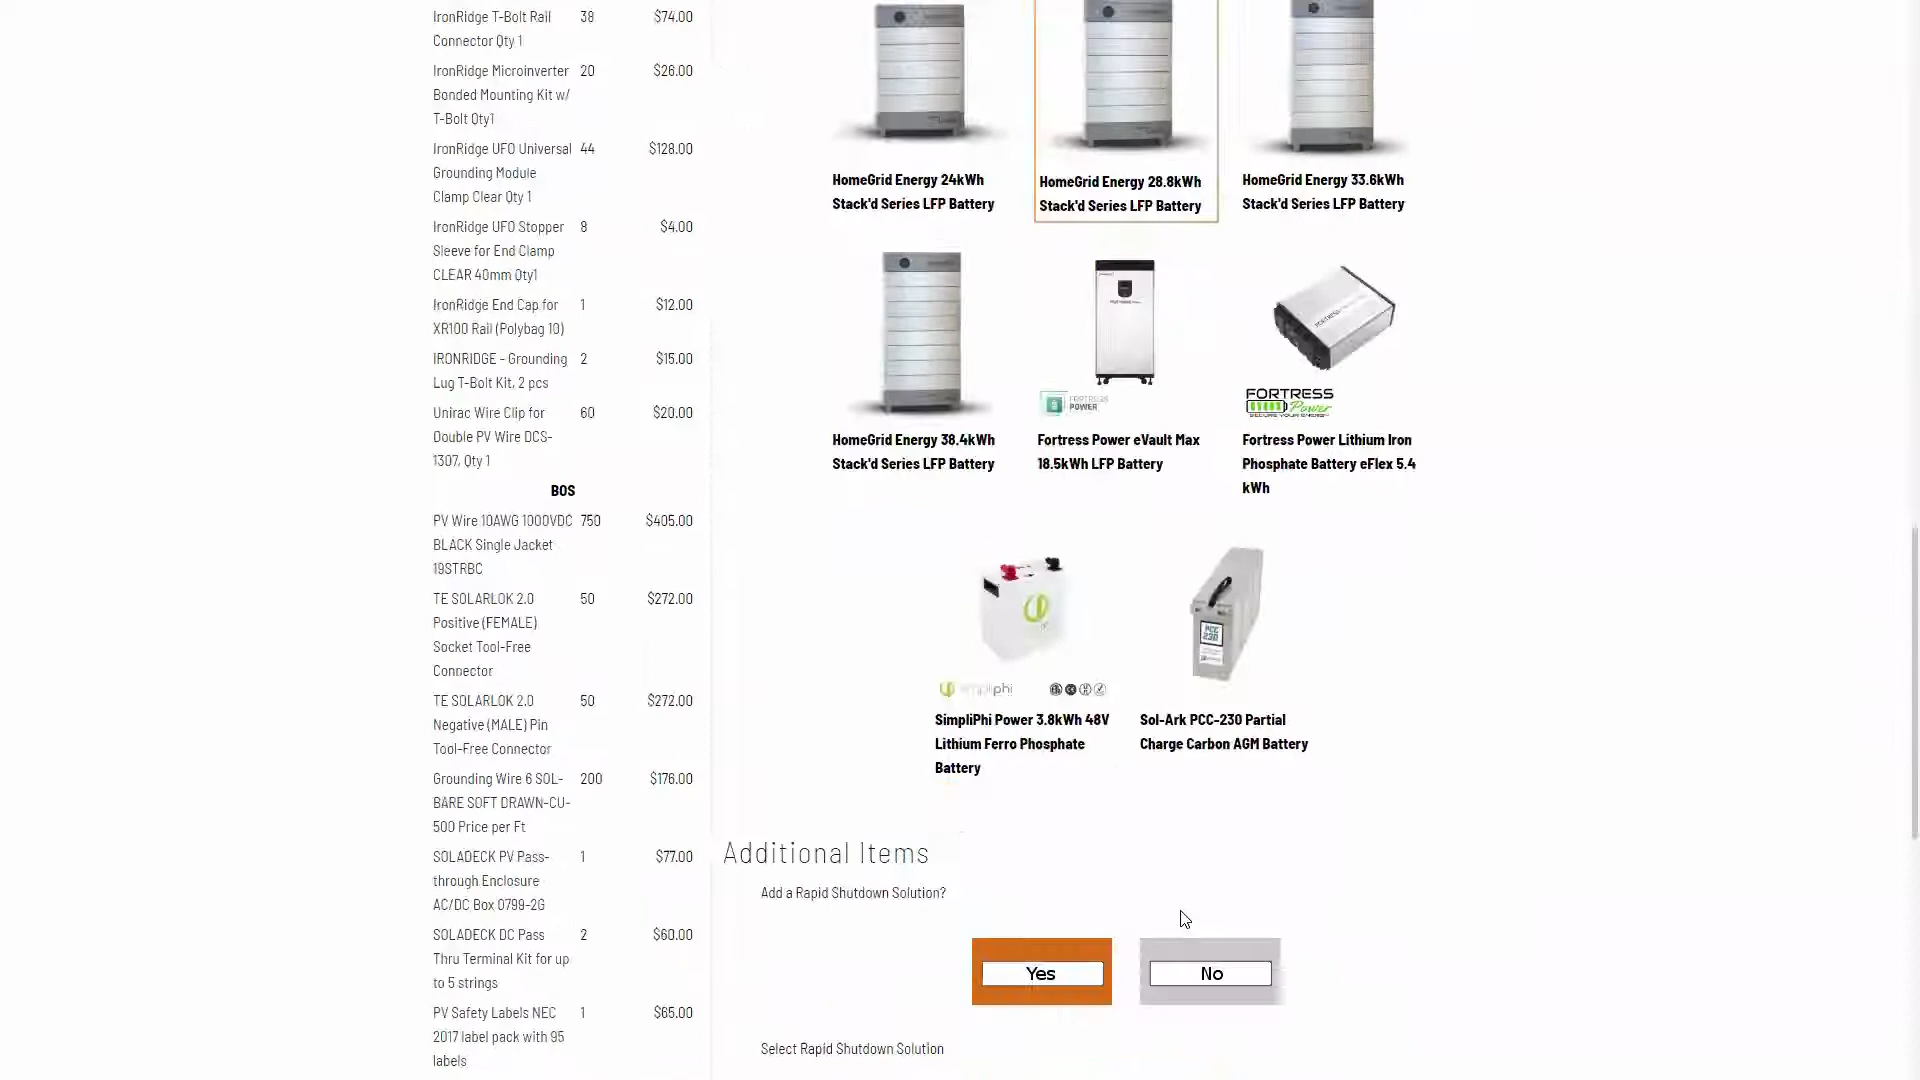 IronRidge T-Bolt Rail 38 $74.00
Connector Qty 1
IronRidge Microinverter 20 $26.00
Bonded Mounting Kit w/
T-Bolt Qty1
IronRidge UFO Universal 44 $128.00
Grounding Module
Clamp Clear Qty 1
IronRidge UFO Stopper 8 $4.00
Sleeve for End Clamp
CLEAR 40mm Qty1
IronRidge End Cap for 1 $12.00
XR100 Rail (Polybag 10)
IRONRIDGE - Grounding 2 $15.00
Lug T-Bolt Kit, 2 pcs
Unirac Wire Clip for 60 $20.00
Double PV Wire DCS-
1307, Qty 1
BOS
PV Wire 10AWG 1000VDC 750 $405.00
BLACK Single Jacket
19STRBC
TE SOLARLOK 2.0 50 $272.00
Positive (FEMALE)
Socket Tool-Free
Connector
TE SOLARLOK 2.0 50 $272.00
Negative (MALE) Pin
Tool-Free Connector
Grounding Wire 6 SOL- 200 $176.00
BARE SOFT DRAWN-CU-
500 Price per Ft
SOLADECK PV Pass- 1 $77.00
through Enclosure
AC/DC Box 0799-2G
SOLADECK DC Pass 2 $60.00
Thru Terminal Kit for up
to 5 strings
PV Safety Labels NEC 1 $65.00
2017 label pack with 95
labels
HomeGrid Energy 24kWh
Stack'd Series LFP Battery
HomeGrid Energy 28.8kWh
Stack'd Series LFP Battery
HomeGrid Energy 33.6kWh
Stack'd Series LFP Battery
HomeGrid Energy 38.4kWh
Stack'd Series LFP Battery
FORTRESS
POWER
Fortress Power eVault Max
18.5kWh LFP Battery
FORTRESS
Power
SECURE YOUR ENERGY
Fortress Power Lithium Iron
Phosphate Battery eFlex 5.4
kWh
simpliphi
SimpliPhi Power 3.8kWh 48V
Lithium Ferro Phosphate
Battery
PCC
230
Sol-Ark PCC-230 Partial
Charge Carbon AGM Battery
Additional Items
Add a Rapid Shutdown Solution?
Yes
No
Select Rapid Shutdown Solution